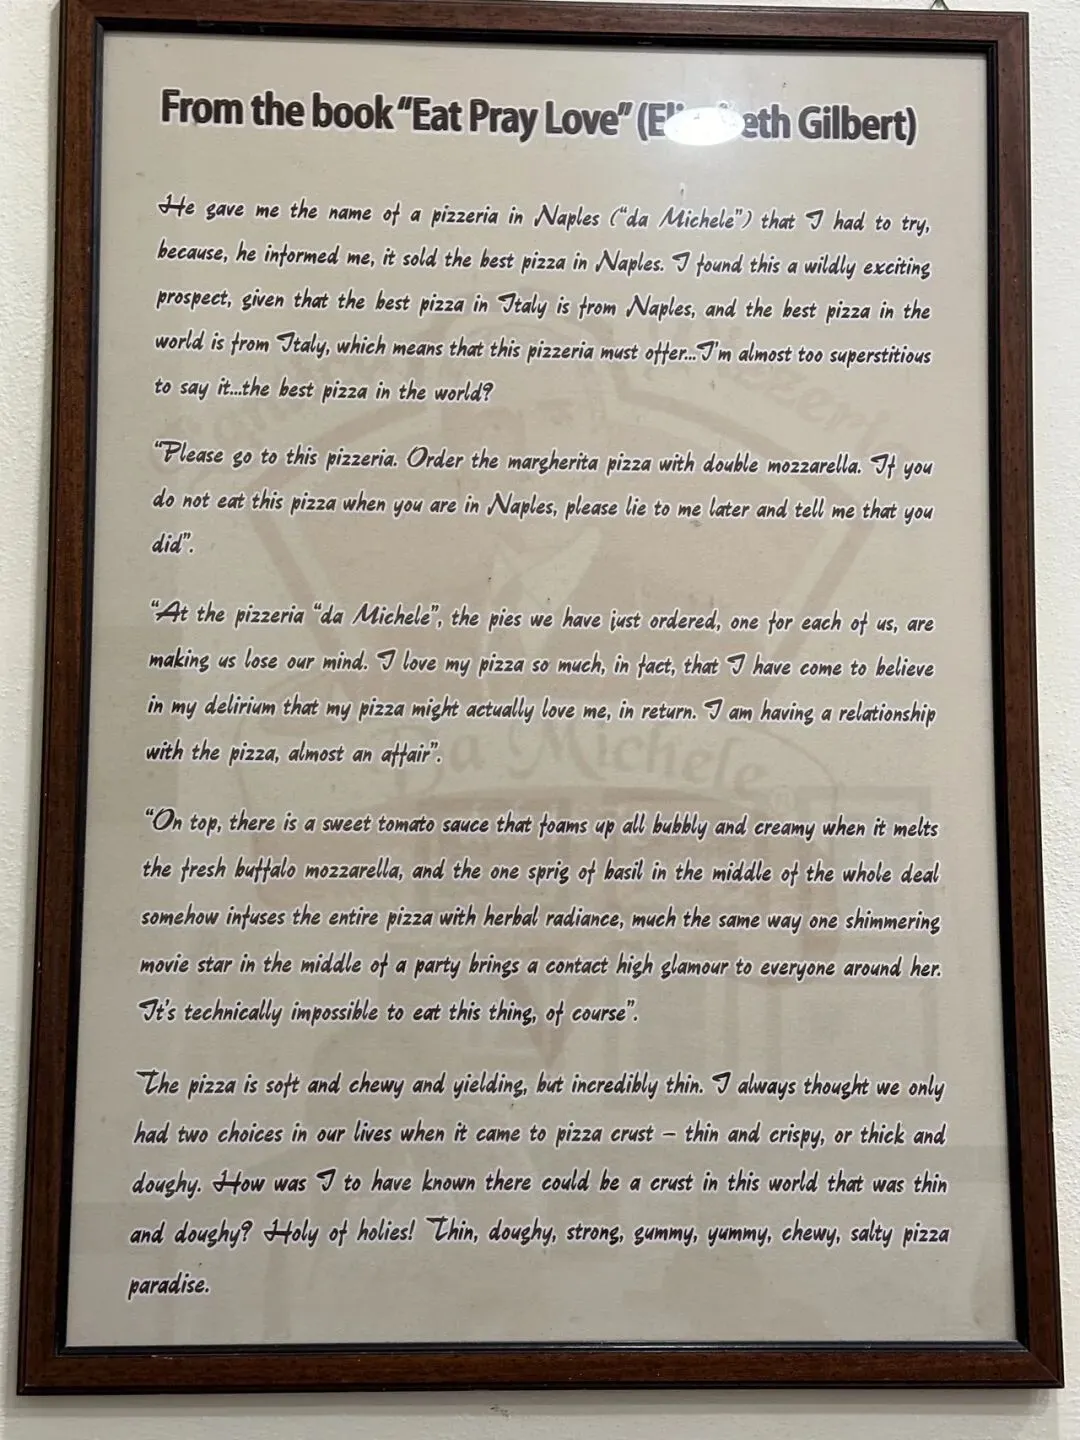 From the book “Eat Pray Love” (El eth Gilbert)
He gave me the name of a pizzeria in Naples (“da Michele”) that I had to try,
because, he informed me, it sold the best pizza in Naples. I found this a wildly exciting
prospect, given that the best pizza in Italy is from Naples, and the best pizza in the
world is from Italy, which means that this pizzeria must offer...I'm almost too superstitious
to say it...the best pizza in the world?
“Please go to this pizzeria. Order the margherita pizza with double mozzarella. If you
do not eat this pizza when you are in Naples, please lie to me later and tell me that you
did”.
“At the pizzeria “da Michele”, the pies we have just ordered, one for each of us, are
making us lose our mind. I love my pizza so much, in fact, that I have come to believe
in my delirium that my pizza might actually love me, in return. I am having a relationship
with the pizza, almost an affair”.
“On top, there is a sweet tomato sauce that foams up all bubbly and creamy when it melts
the fresh buffalo mozzarella, and the one sprig of basil in the middle of the whole deal
somehow infuses the entire pizza with herbal radiance, much the same way one shimmering
movie star in the middle of a party brings a contact high glamour to everyone around her.
It's technically impossible to eat this thing, of course”.
The pizza is soft and chewy and yielding, but incredibly thin. I always thought we only
had two choices in our lives when it came to pizza crust – thin and crispy, or thick and
doughy. How was I to have known there could be a crust in this world that was thin
and doughy? Holy of holies! Thin, doughy, strong, gummy, yummy, chewy, salty pizza
paradise.
da Michele